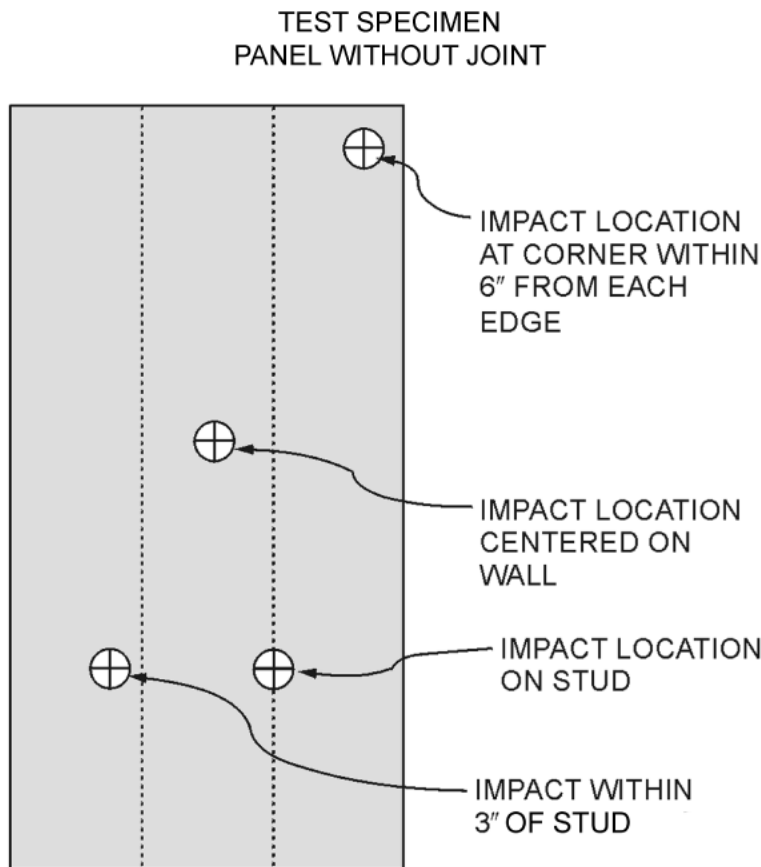 TEST SPECIMEN
PANEL WITHOUT JOINT
IMPACT LOCATION
AT CORNER WITHIN
6″ FROM EACH
EDGE
IMPACT LOCATION
CENTERED ON
WALL
IMPACT LOCATION
ON STUD
IMPACT WITHIN
3″ OF STUD